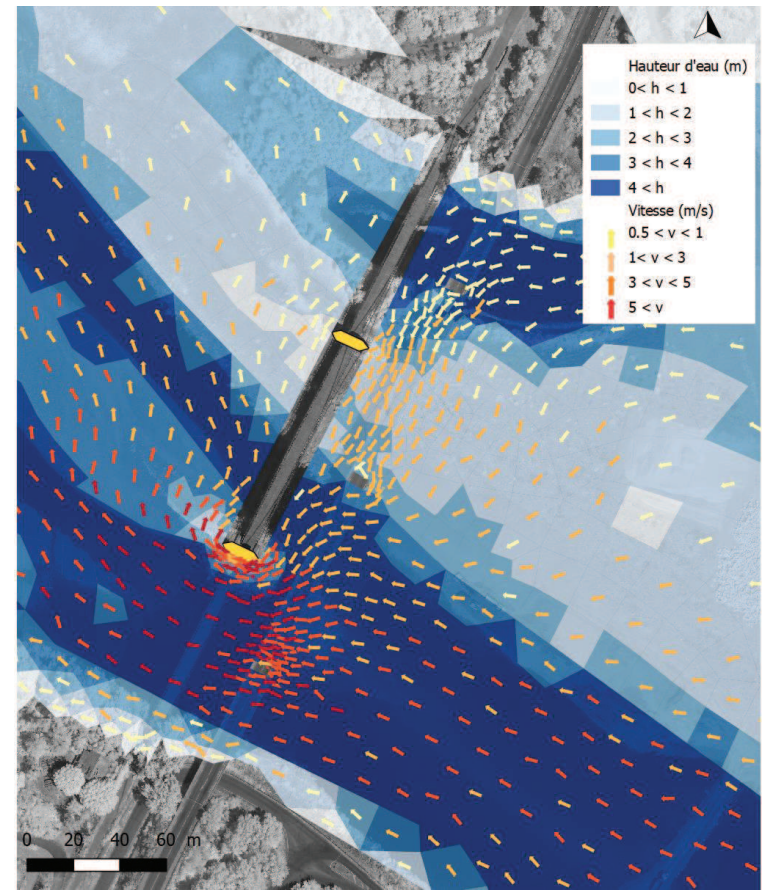 Hauteur d'eau (m)
0< h < 1
1 < h < 2
2 < h < 3
3 < h < 4
4 < h
Vitesse (m/s)
0.5 < v < 1
1< v < 3
3 < v < 5
5 < v
0 20 40 60 m